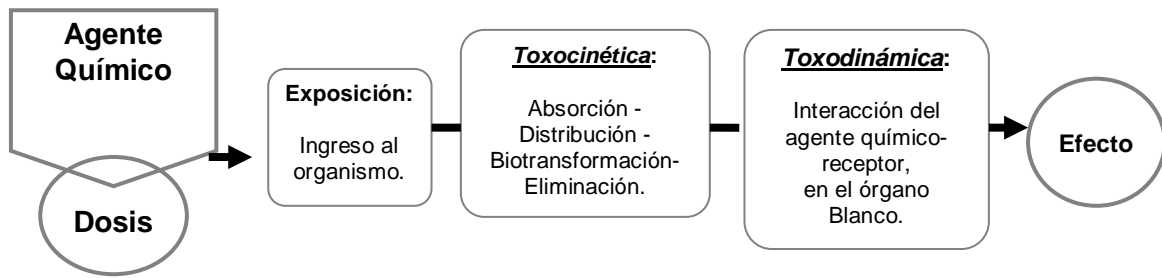 Agente
Químico
Dosis
Exposición:
Ingreso al
organismo.
Toxocinética:
Absorción -
Distribución -
Biotransformación-
Eliminación.
Toxodinámica:
Interacción del
agente químico-
receptor,
en el órgano
Blanco.
Efecto